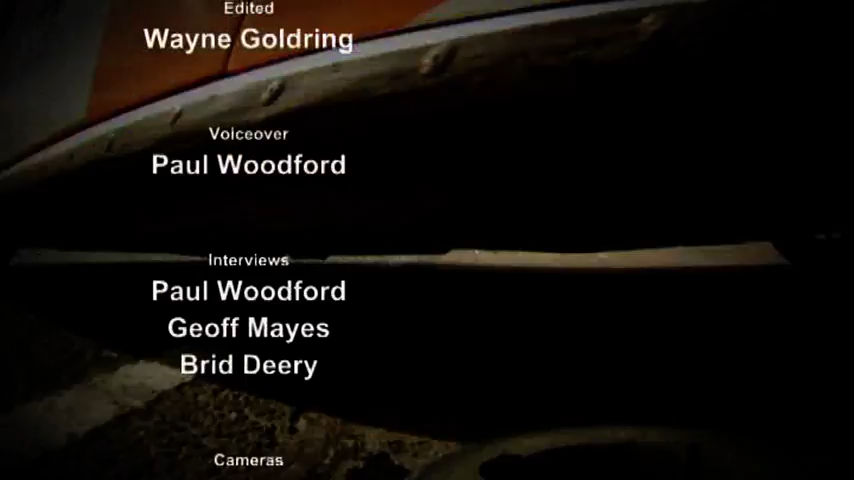 Edited
Wayne Goldring
Voiceover
Paul Woodford
Interviews
Paul Woodford
Geoff Mayes
Brid Deery
Cameras